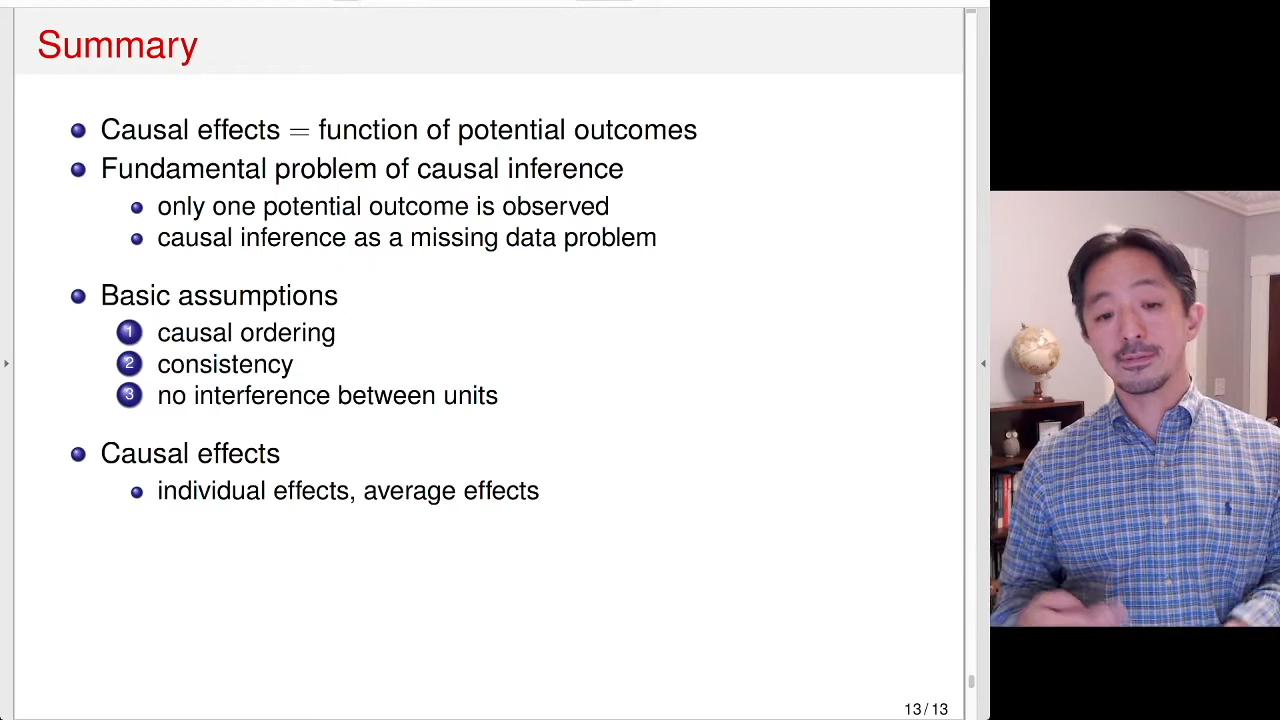 Summary
Causal effects = function of potential outcomes
Fundamental problem of causal inference
only one potential outcome is observed
causal inference as a missing data problem
Basic assumptions
1 causal ordering
2 consistency
3 no interference between units
Causal effects
individual effects, average effects
13 / 13